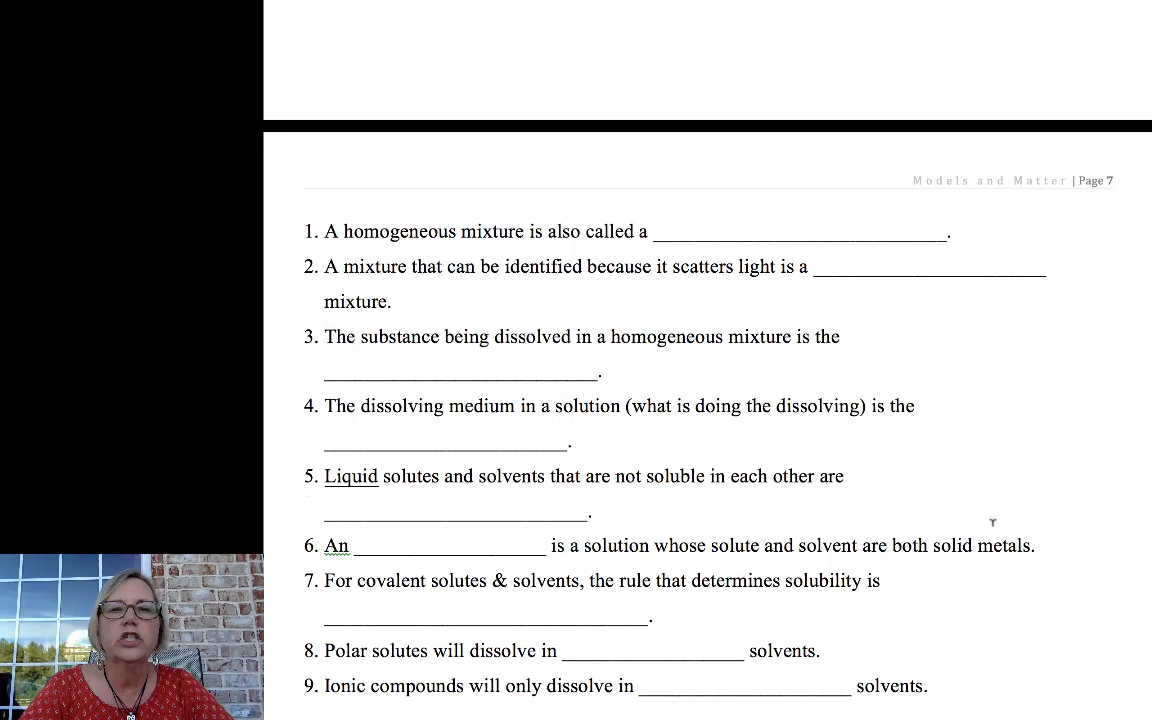 Models and Matter | Page 7
1. A homogeneous mixture is also called a ______________________________.
2. A mixture that can be identified because it scatters light is a ________________________
mixture.
3. The substance being dissolved in a homogeneous mixture is the
____________________________.
4. The dissolving medium in a solution (what is doing the dissolving) is the
_________________________.
5. Liquid solutes and solvents that are not soluble in each other are
___________________________.
6. An ____________________ is a solution whose solute and solvent are both solid metals.
7. For covalent solutes & solvents, the rule that determines solubility is
_________________________________.
8. Polar solutes will dissolve in ___________________ solvents.
9. Ionic compounds will only dissolve in ______________________ solvents.